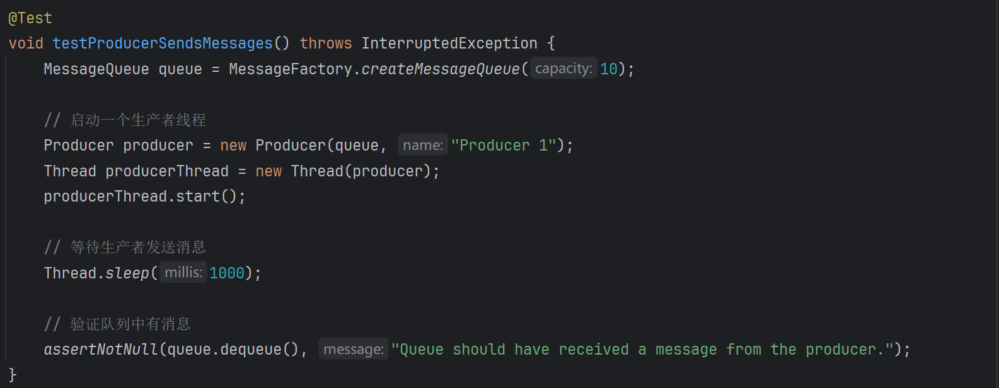 @Test
void testProducerSendsMessages() throws InterruptedException {
    MessageQueue queue = MessageFactory.createMessageQueue( capacity: 10);
    // 启动一个生产者线程
    Producer producer = new Producer(queue, name: "Producer 1");
    Thread producerThread = new Thread(producer);
    producerThread.start();
    // 等待生产者发送消息
    Thread.sleep( millis: 1000);
    // 验证队列中有消息
    assertNotNull(queue.dequeue(), message: "Queue should have received a message from the producer.");
}